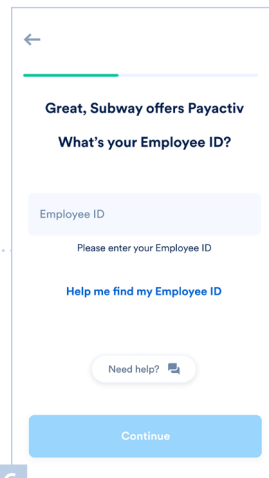 Great, Subway offers Payactiv
What's your Employee ID?
Employee ID
Please enter your Employee ID
Help me find my Employee ID
Need help?
Continue